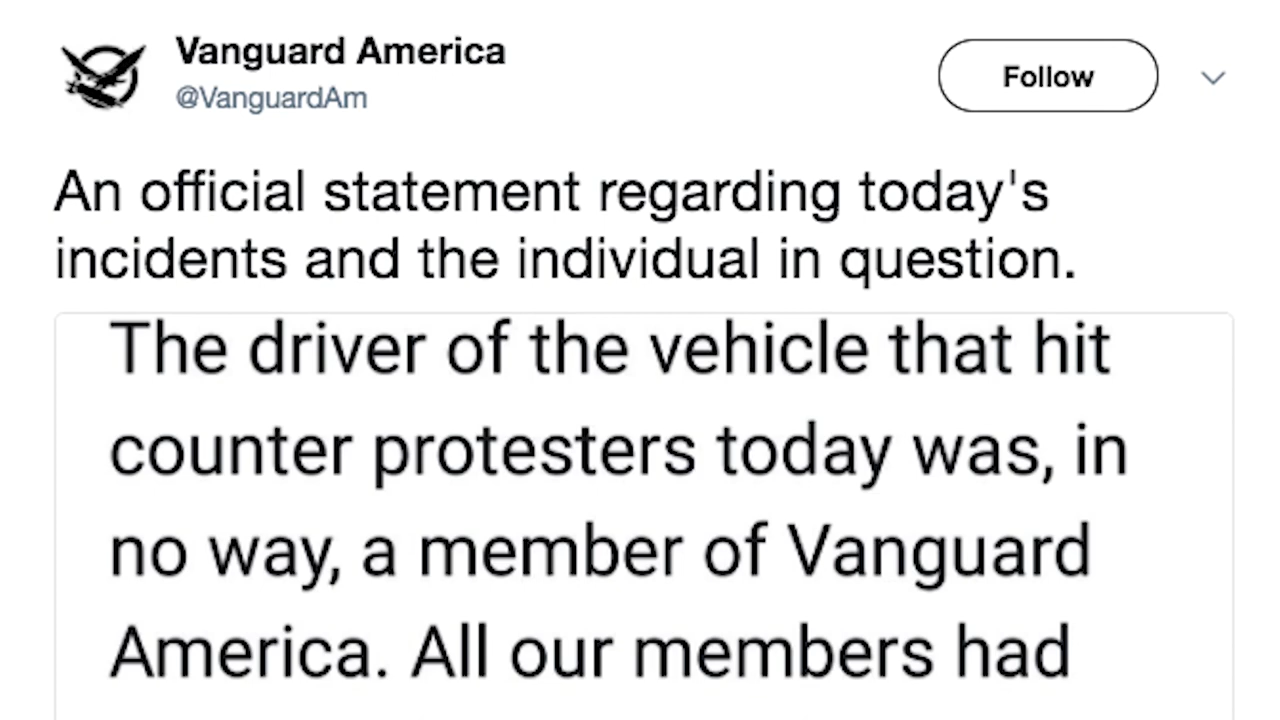 Vanguard America
@VanguardAm
Follow
An official statement regarding today's
incidents and the individual in question.
The driver of the vehicle that hit
counter protesters today was, in
no way, a member of Vanguard
America. All our members had